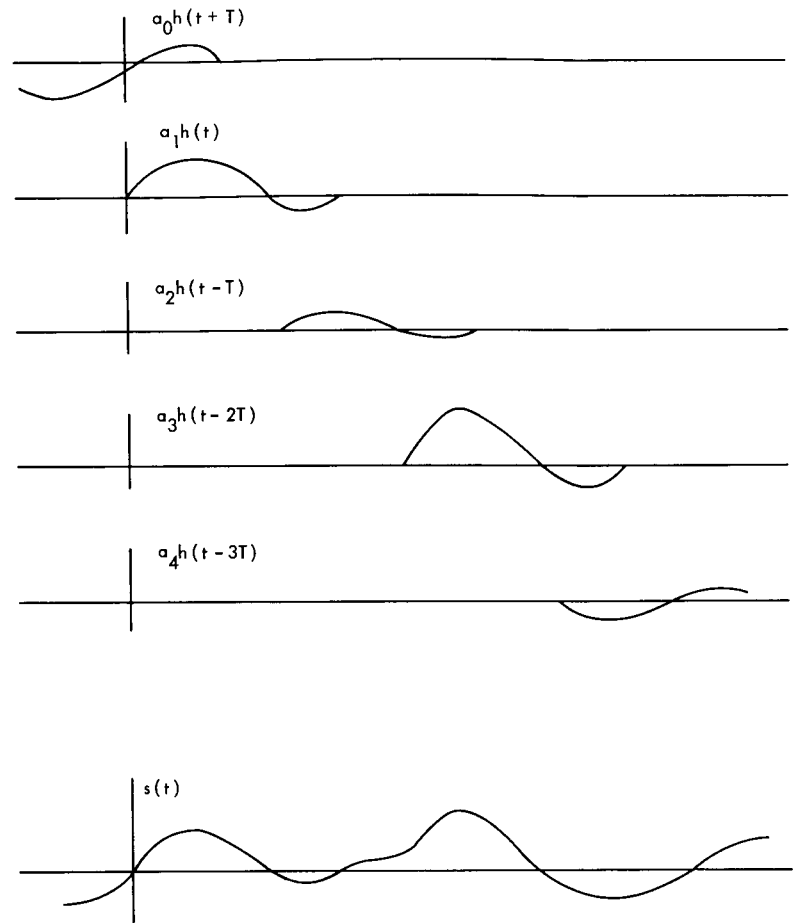 a₀h(t + T)
a₁h(t)
a₂h(t - T)
a₃h(t - 2T)
a₄h(t - 3T)
s(t)